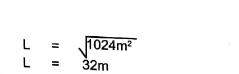 L = √1024m²
L = 32m